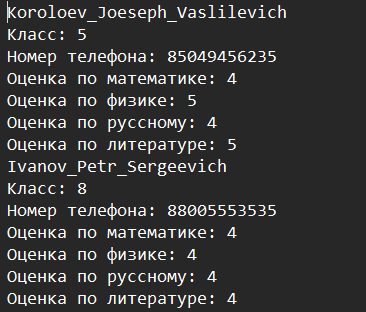 Koroloev_Joeseph_Vaslilevich
Класс: 5
Номер телефона: 85049456235
Оценка по математике: 4
Оценка по физике: 5
Оценка по руссному: 4
Оценка по литературе: 5
Ivanov_Petr_Sergeevich
Класс: 8
Номер телефона: 88005553535
Оценка по математике: 4
Оценка по физике: 4
Оценка по руссному: 4
Оценка по литературе: 4